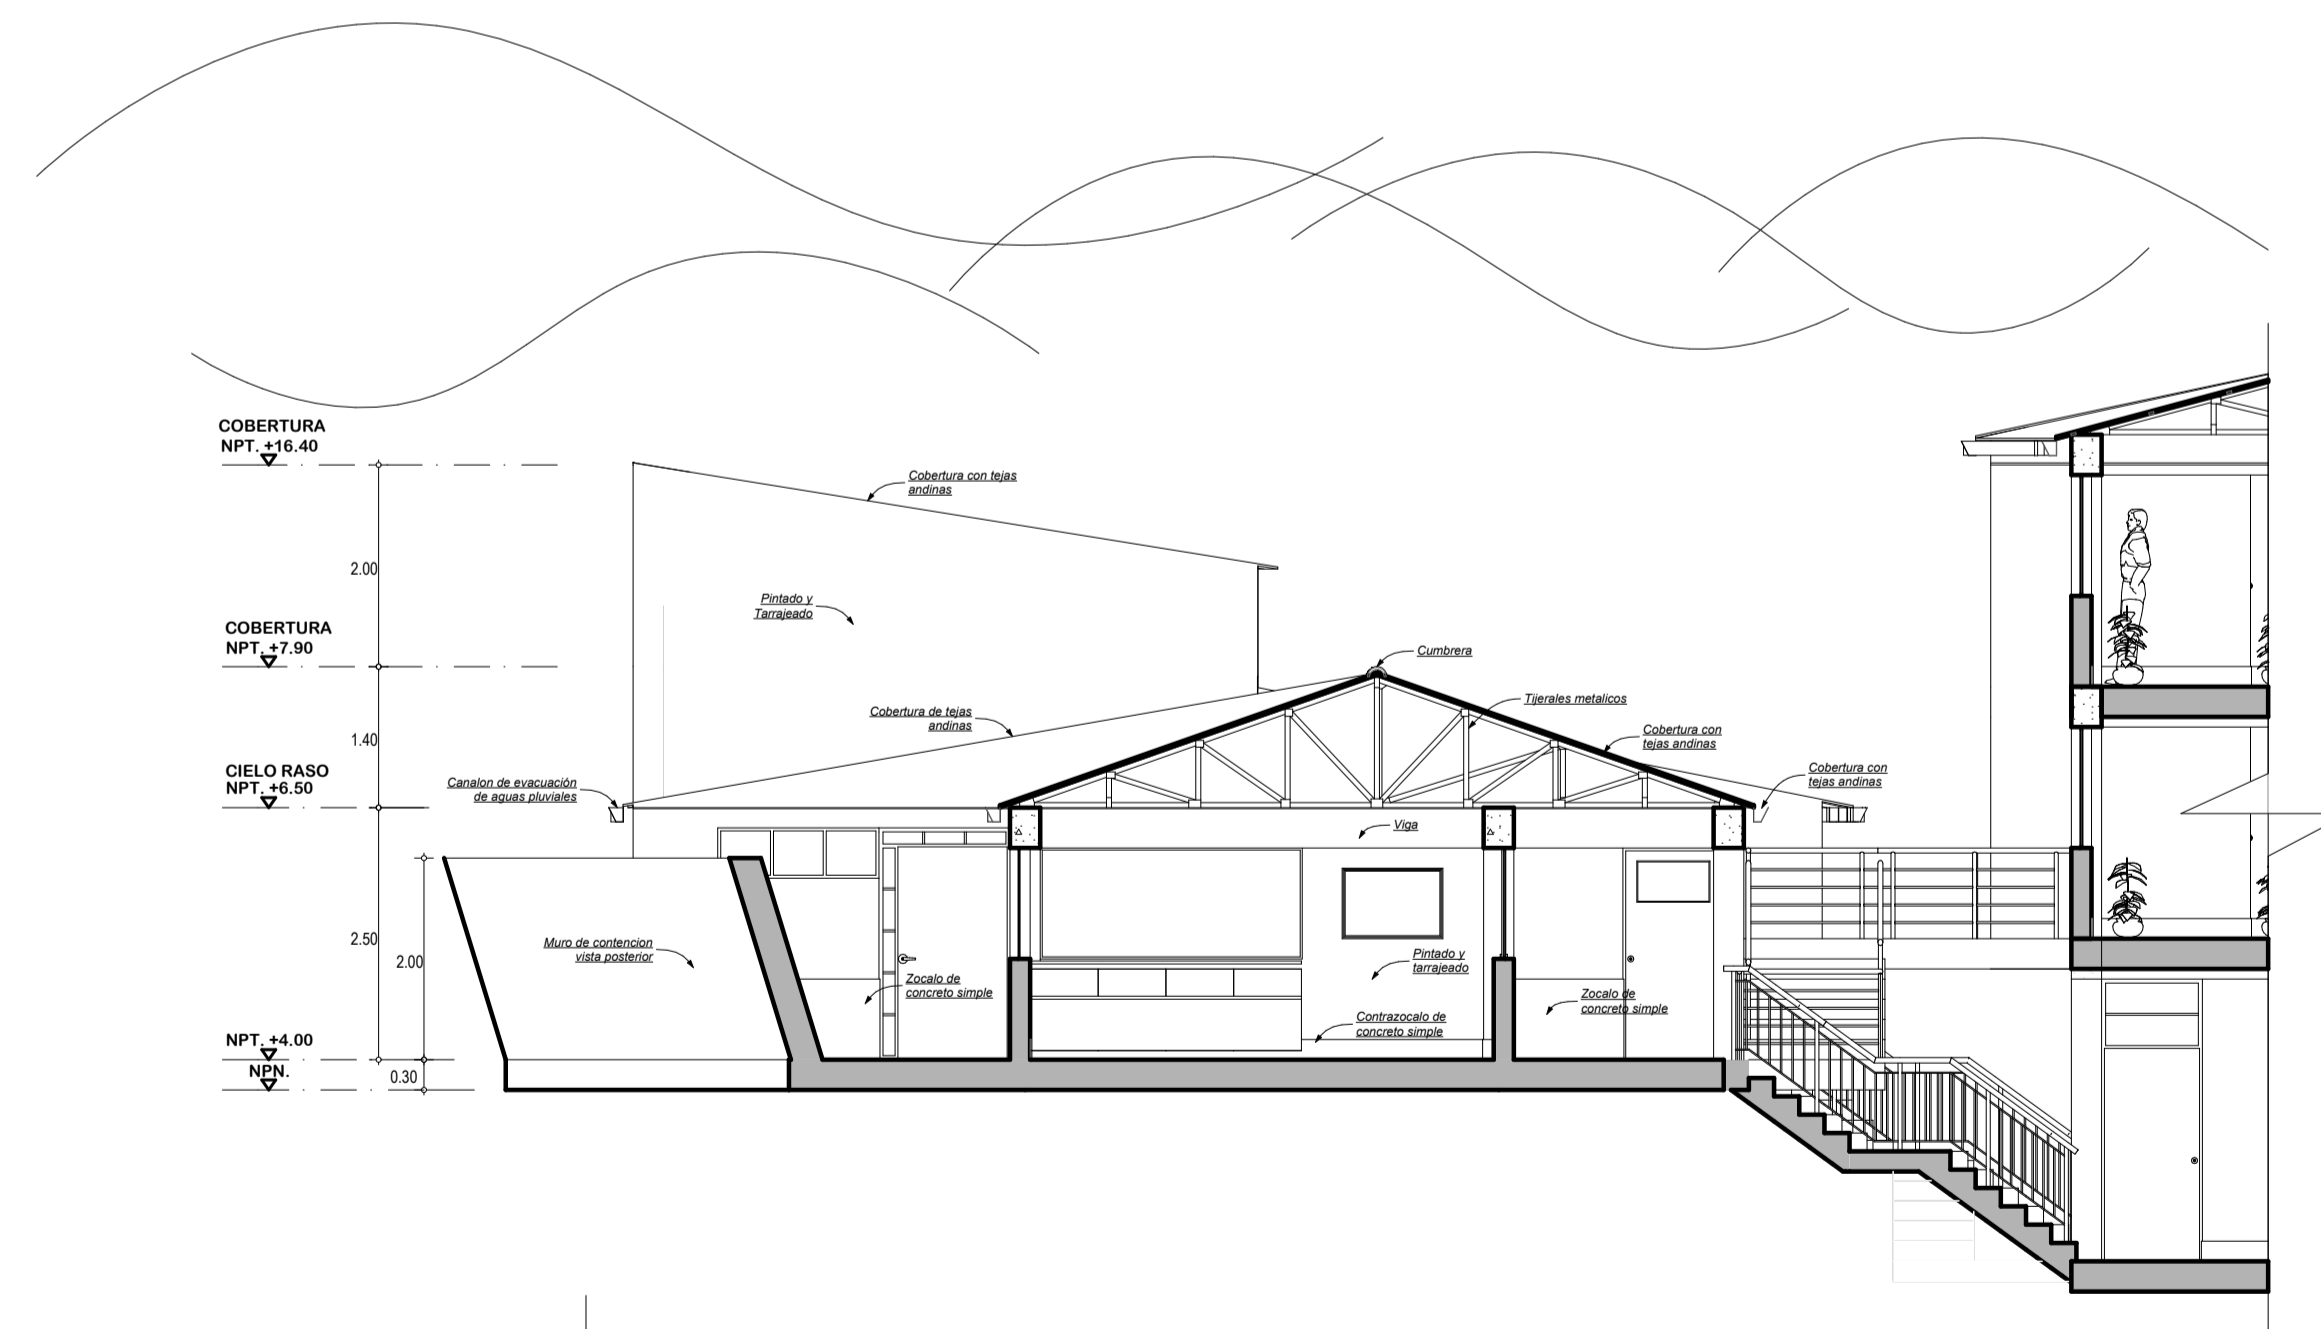 COBERTURA
NPT. +16.40
Cobertura con tejas
andinas
2.00
Pintado y
Tarrajeado
COBERTURA
NPT. +7.90
Cumbrera
Tijerales metalicos
Cobertura de tejas
andinas
Cobertura con
tejas andinas
1.40
CIELO RASO
NPT. +6.50
Canalon de evacuación
de aguas pluviales
Cobertura con
tejas andinas
Viga
2.50
2.00
Muro de contencion
vista posterior
Zocalo de
concreto simple
Pintado y
tarrajeado
Zocalo de
concreto simple
Contrazocalo de
concreto simple
NPT. +4.00
NPN.
0.30